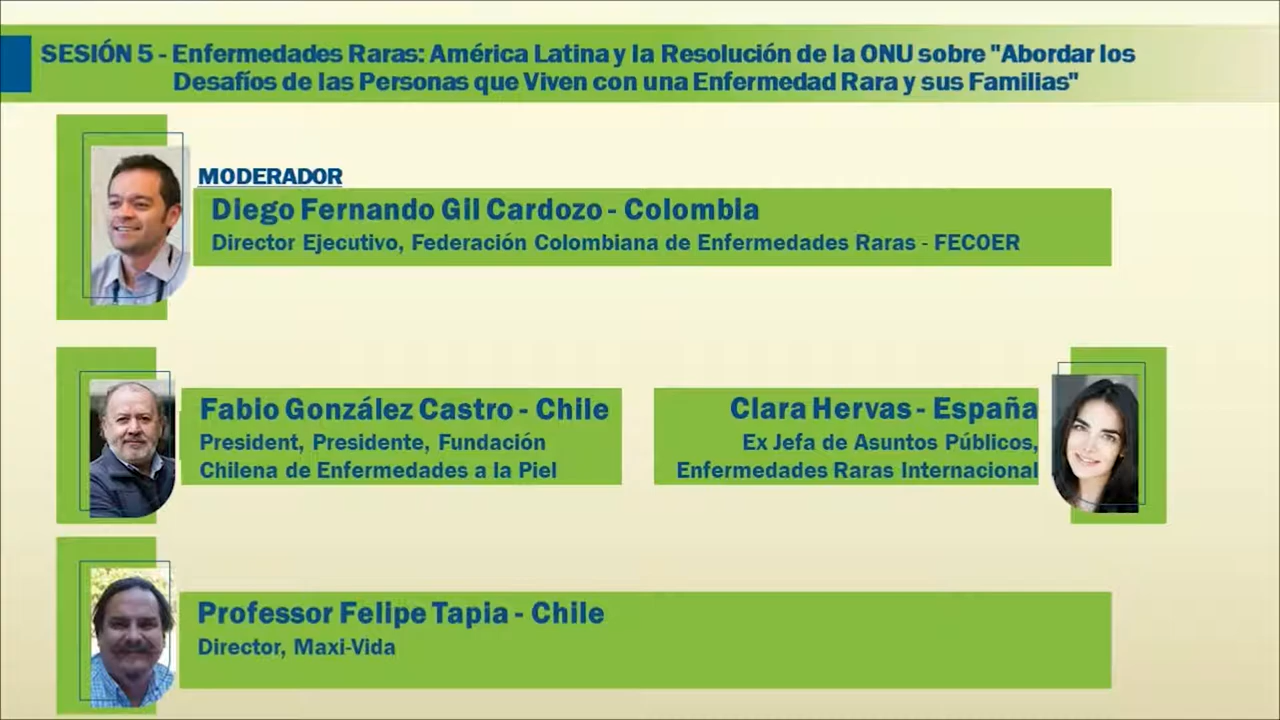 SESIÓN 5 - Enfermedades Raras: América Latina y la Resolución de la ONU sobre "Abordar los
Desafíos de las Personas que Viven con una Enfermedad Rara y sus Familias"
MODERADOR
Diego Fernando Gil Cardozo - Colombia
Director Ejecutivo, Federación Colombiana de Enfermedades Raras - FECOER
Fabio González Castro - Chile
President, Presidente, Fundación
Chilena de Enfermedades a la Piel
Clara Hervas - España
Ex Jefa de Asuntos Públicos,
Enfermedades Raras Internacional
Professor Felipe Tapia - Chile
Director, Maxi-Vida